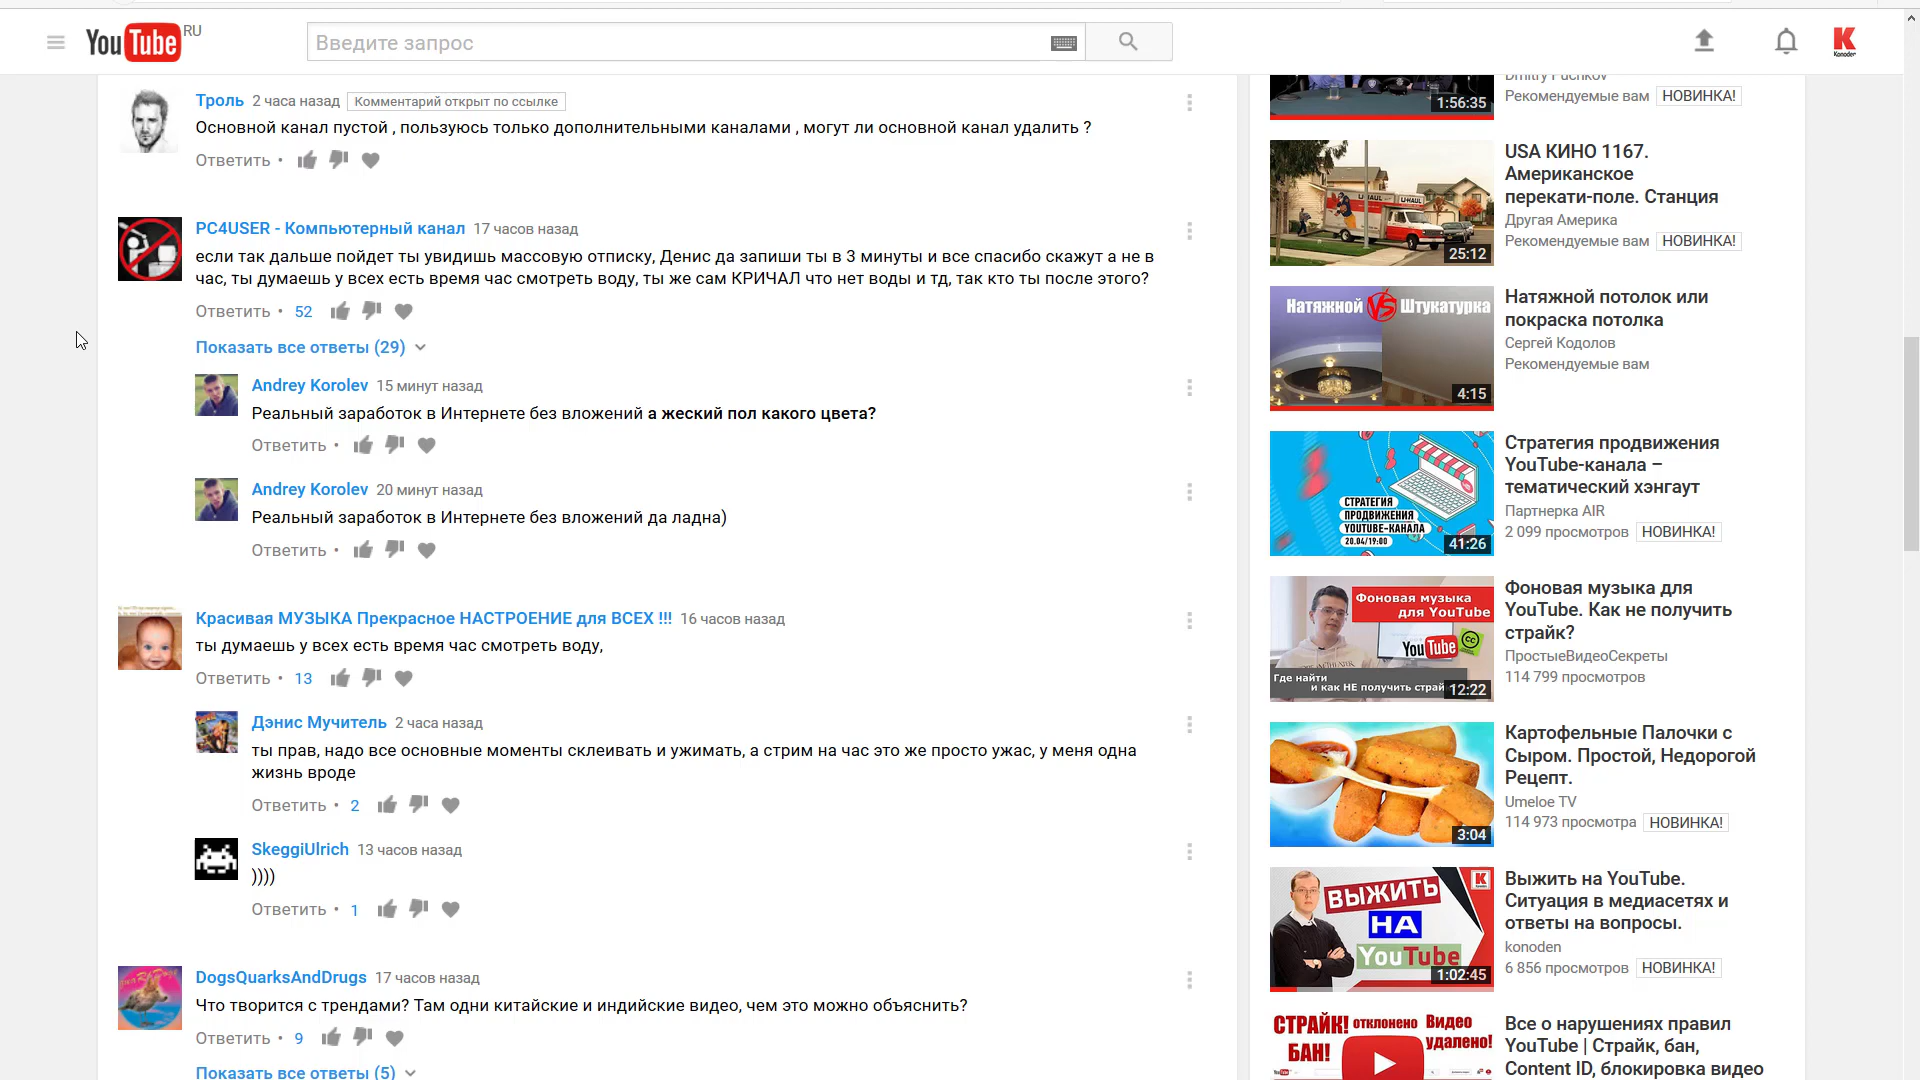 YouTube RU
Введите запрос
Konoden
Троль 2 часа назад Комментарий открыт по ссылке
Основной канал пустой , пользуюсь только дополнительными каналами , могут ли основной канал удалить ?
Ответить •
PC4USER - Компьютерный канал 17 часов назад
если так дальше пойдет ты увидишь массовую отписку, Денис да запиши ты в 3 минуты и все спасибо скажут а не в
час, ты думаешь у всех есть время час смотреть воду, ты же сам КРИЧАЛ что нет воды и тд, так кто ты после этого?
Ответить • 52
Показать все ответы (29)
Andrey Korolev 15 минут назад
Реальный заработок в Интернете без вложений а жеский пол какого цвета?
Ответить •
Andrey Korolev 20 минут назад
Реальный заработок в Интернете без вложений да ладна)
Ответить •
Красивая МУЗЫКА Прекрасное НАСТРОЕНИЕ для ВСЕХ !!! 16 часов назад
ты думаешь у всех есть время час смотреть воду,
Ответить • 13
Дэнис Мучитель 2 часа назад
ты прав, надо все основные моменты склеивать и ужимать, а стрим на час это же просто ужас, у меня одна
жизнь вроде
Ответить • 2
SkeggiUlrich 13 часов назад
))))
Ответить • 1
DogsQuarksAndDrugs 17 часов назад
Что творится с трендами? Там одни китайские и индийские видео, чем это можно объяснить?
Ответить • 9
Показать все ответы (5)
1:56:35
Dmitry Puchkov
Рекомендуемые вам НОВИНКА!
U-HAUL
U-HAUL
25:12
USA КИНО 1167.
Американское
перекати-поле. Станция
Другая Америка
Рекомендуемые вам НОВИНКА!
Натяжной VS Штукатурка
4:15
Натяжной потолок или
покраска потолка
Сергей Кодолов
Рекомендуемые вам
СТРАТЕГИЯ
ПРОДВИЖЕНИЯ
YOUTUBE-КАНАЛА
20.04/19:00
41:26
Стратегия продвижения
YouTube-канала –
тематический хэнгаут
Партнерка AIR
2 099 просмотров НОВИНКА!
Фоновая музыка
для YouTube
YouTube
cc
Где найти
и как НЕ получить страй
12:22
Фоновая музыка для
YouTube. Как не получить
страйк?
ПростыеВидеоСекреты
114 799 просмотров
3:04
Картофельные Палочки с
Сыром. Простой, Недорогой
Рецепт.
Umeloe TV
114 973 просмотра НОВИНКА!
ВЫЖИТЬ
НА
YouTube
1:02:45
Выжить на YouTube.
Ситуация в медиасетях и
ответы на вопросы.
konoden
6 856 просмотров НОВИНКА!
СТРАЙК! отклонено Видео
БАН! удалено!
Все о нарушениях правил
YouTube | Страйк, бан,
Content ID, блокировка видео